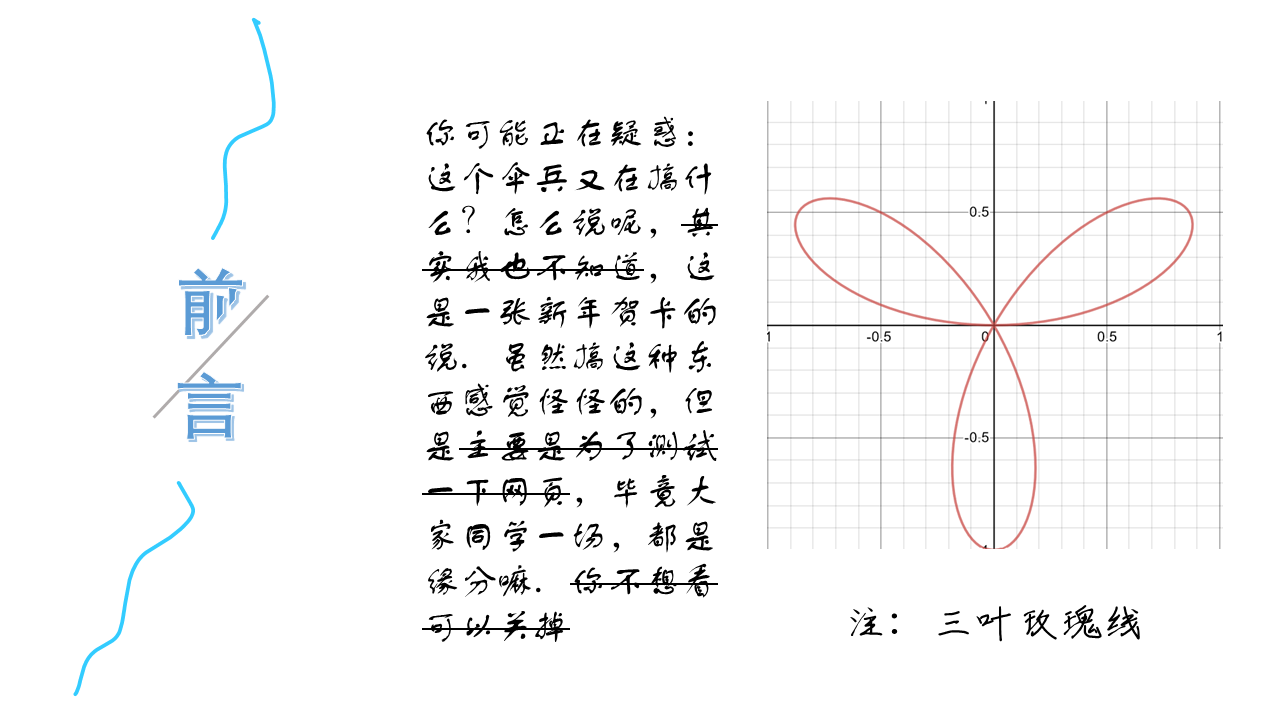 前
言
你可能正在疑惑：
这个伞兵又在搞什
么？怎么说呢，其
实我也不知道，这
是一张新年贺卡的
说．虽然搞这种东
西感觉怪怪的，但
是主要是为了测试
一下网页，毕竟大
家同学一场，都是
缘分嘛．你不想看
可以关掉
1
0.5
1 -0.5 0 0.5 1
-0.5
1
注：三叶玫瑰线